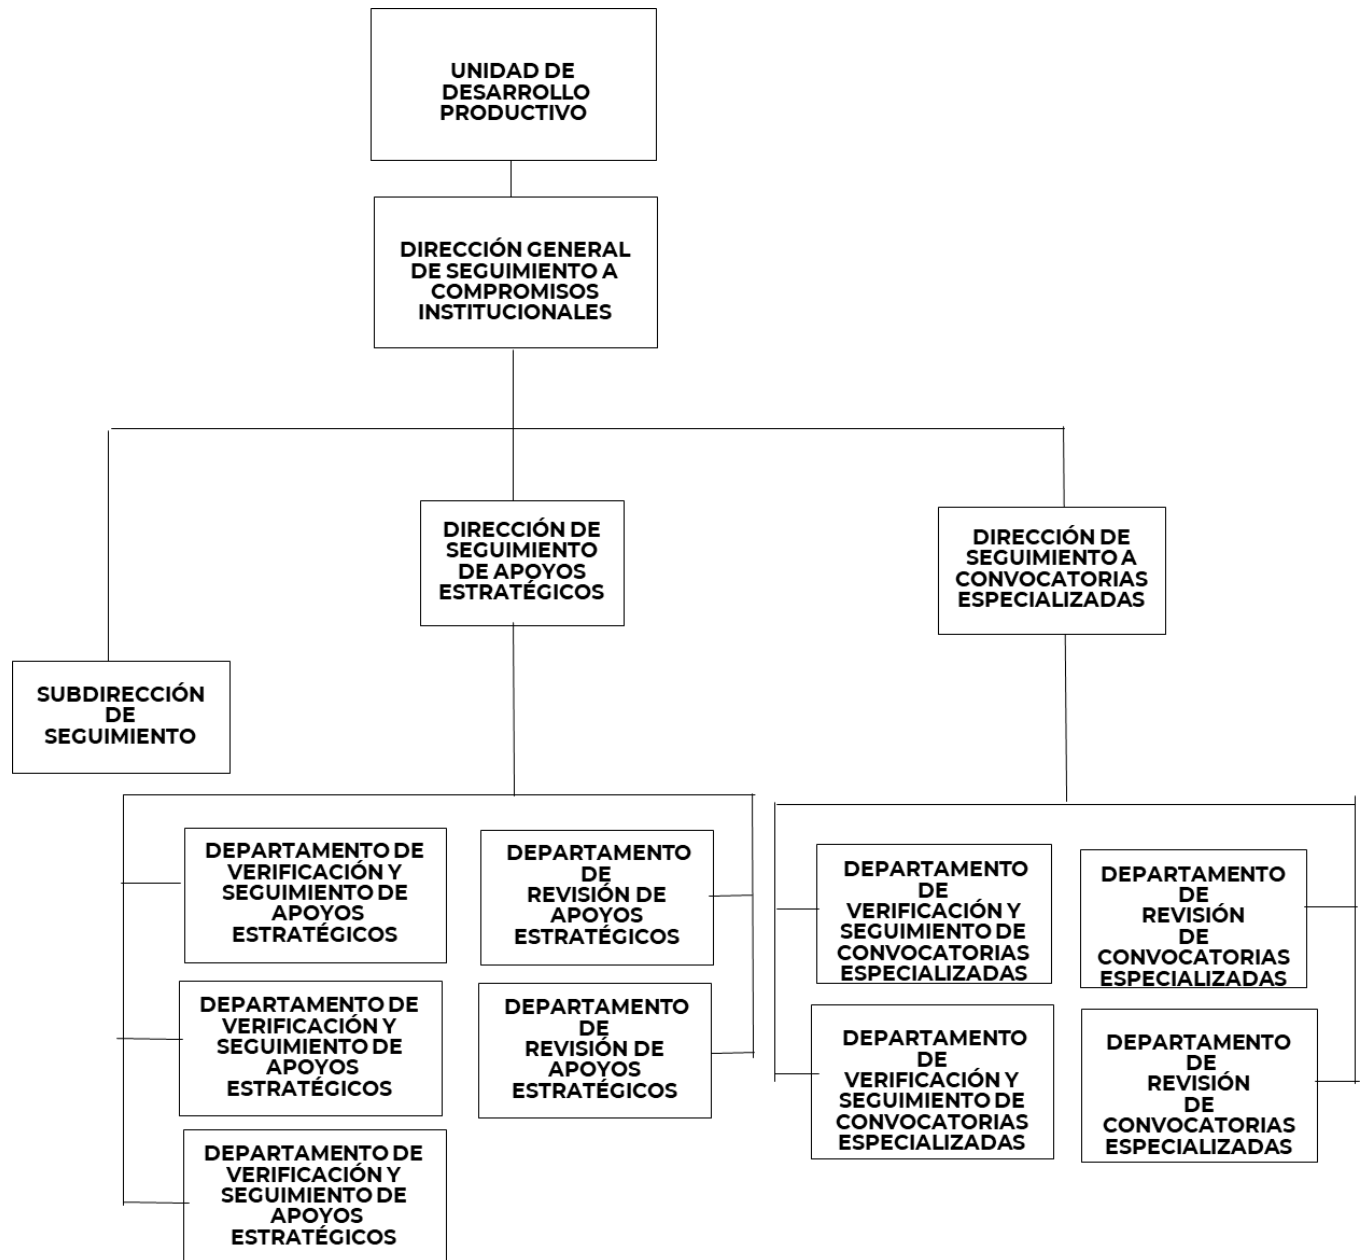 UNIDAD DE
DESARROLLO
PRODUCTIVO
DIRECCIÓN GENERAL
DE SEGUIMIENTO A
COMPROMISOS
INSTITUCIONALES
DIRECCIÓN DE
SEGUIMIENTO
DE APOYOS
ESTRATÉGICOS
DIRECCIÓN DE
SEGUIMIENTO A
CONVOCATORIAS
ESPECIALIZADAS
SUBDIRECCIÓN
DE
SEGUIMIENTO
DEPARTAMENTO DE
VERIFICACIÓN Y
SEGUIMIENTO DE
APOYOS
ESTRATÉGICOS
DEPARTAMENTO
DE
REVISIÓN DE
APOYOS
ESTRATÉGICOS
DEPARTAMENTO
DE
VERIFICACIÓN Y
SEGUIMIENTO DE
CONVOCATORIAS
ESPECIALIZADAS
DEPARTAMENTO
DE
REVISIÓN
DE
CONVOCATORIAS
ESPECIALIZADAS
DEPARTAMENTO DE
VERIFICACIÓN Y
SEGUIMIENTO DE
APOYOS
ESTRATÉGICOS
DEPARTAMENTO
DE
REVISIÓN DE
APOYOS
ESTRATÉGICOS
DEPARTAMENTO
DE
VERIFICACIÓN Y
SEGUIMIENTO DE
CONVOCATORIAS
ESPECIALIZADAS
DEPARTAMENTO
DE
REVISIÓN
DE
CONVOCATORIAS
ESPECIALIZADAS
DEPARTAMENTO DE
VERIFICACIÓN Y
SEGUIMIENTO DE
APOYOS
ESTRATÉGICOS